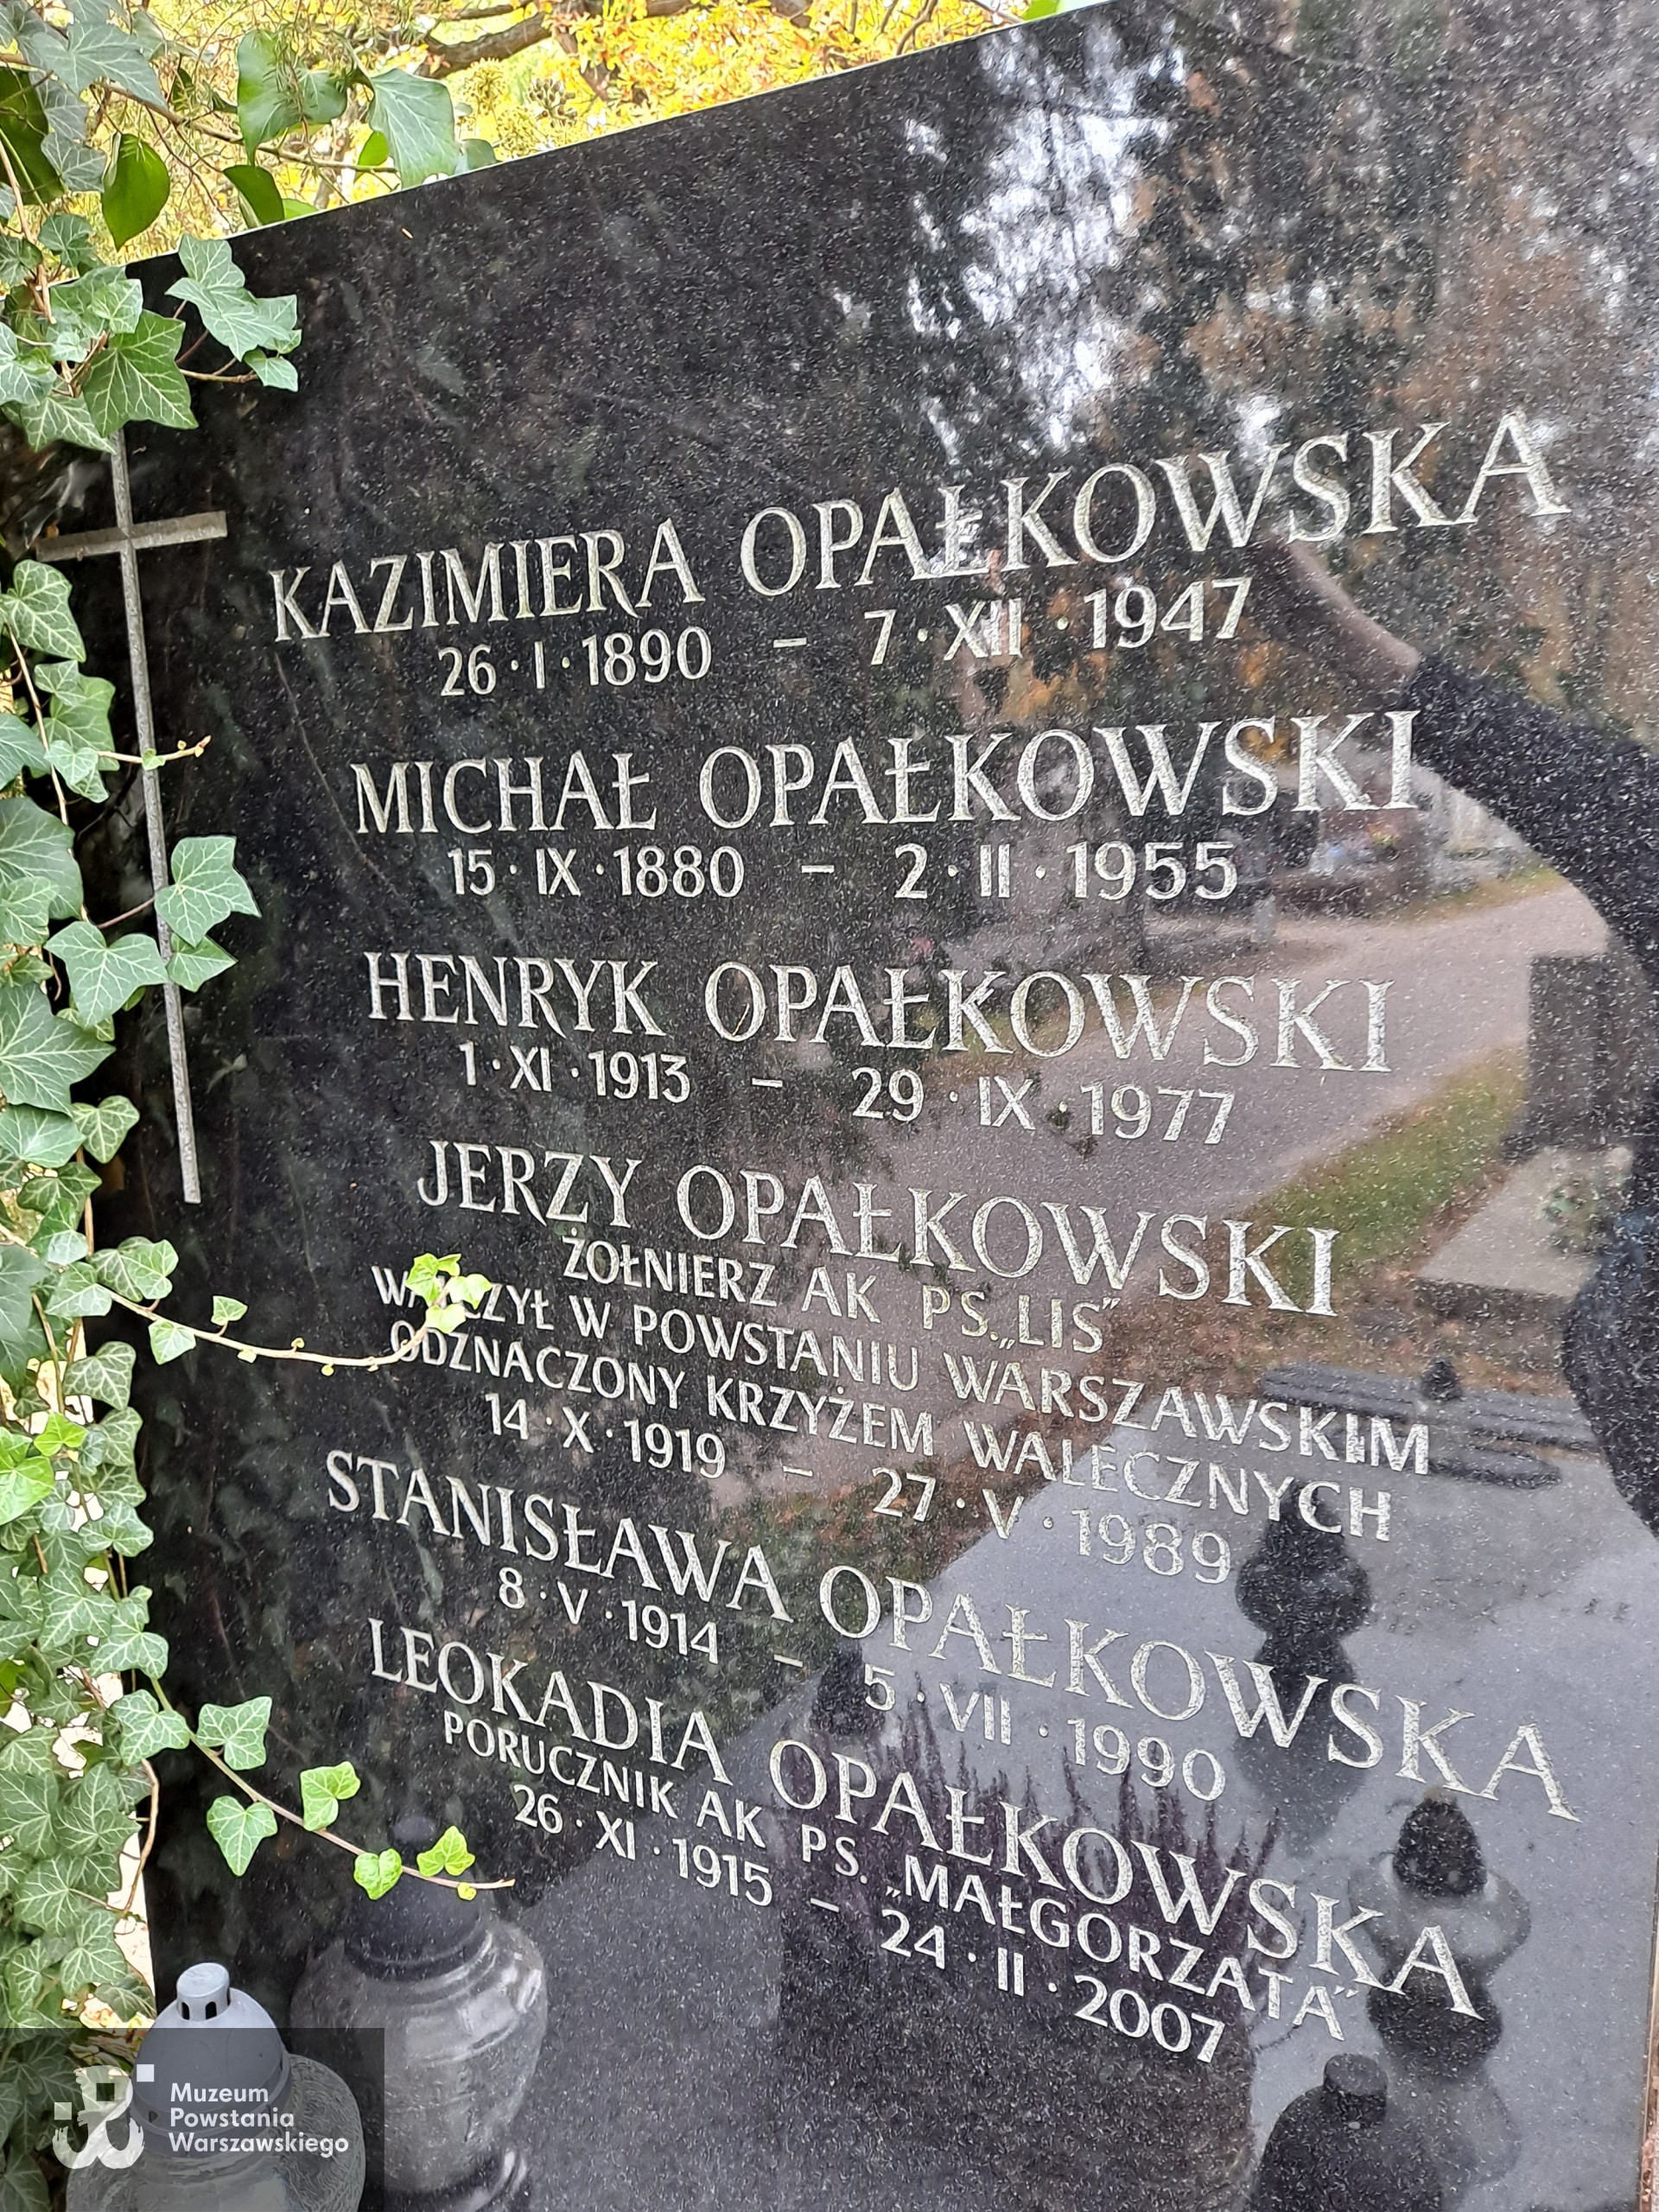 KAZIMIERA OPAŁKOWSKA
26·I·1890 – 7·XII·1947
MICHAŁ OPAŁKOWSKI
15·IX·1880 – 2·II·1955
HENRYK OPAŁKOWSKI
1·XI·1913 – 29·IX·1977
JERZY OPAŁKOWSKI
ŻOŁNIERZ AK PS.„LIS”
W POWSTANIU WARSZAWSKIM
ODZNACZONY KRZYŻEM WALECZNYCH
14·X·1919 – 27·V·1989
STANISŁAWA OPAŁKOWSKA
8·V·1914 – 5·VII·1990
LEOKADIA OPAŁKOWSKA
PORUCZNIK AK PS. „MAŁGORZATA”
26·XI·1915 – 24·II·2007
Muzeum
Powstania
Warszawskiego